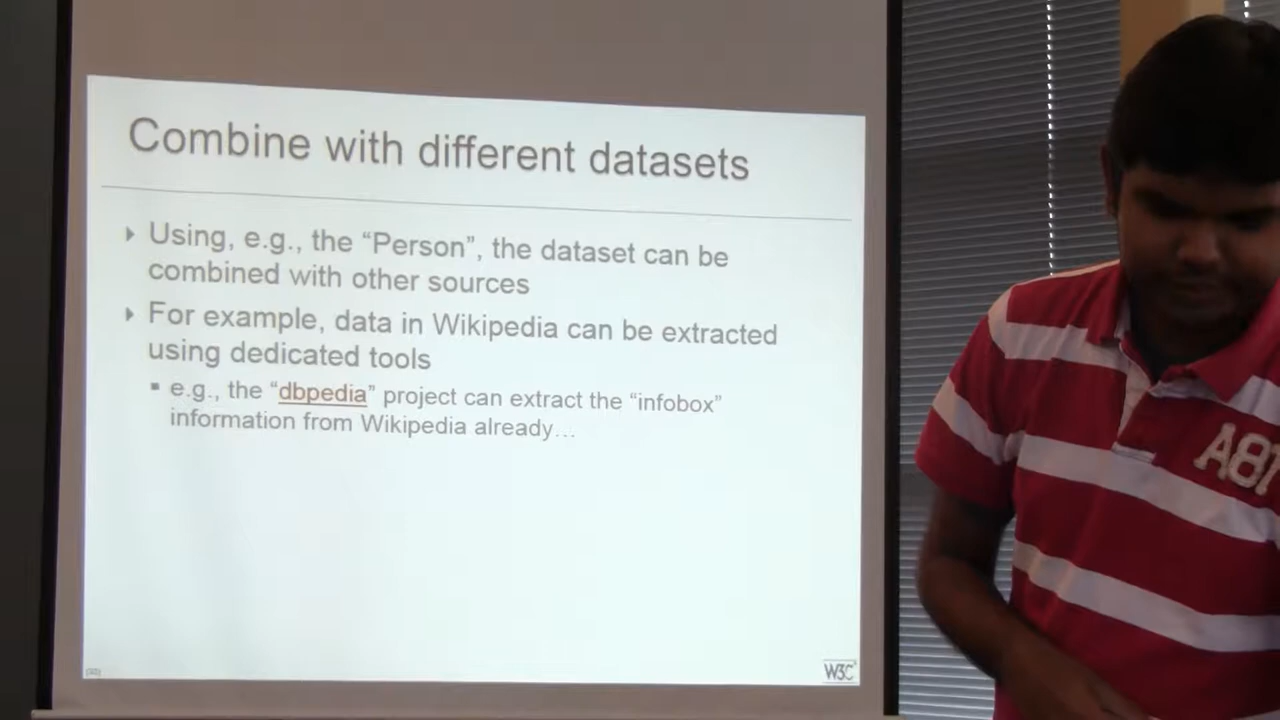 Combine with different datasets
Using, e.g., the “Person”, the dataset can be
combined with other sources
For example, data in Wikipedia can be extracted
using dedicated tools
e.g., the “dbpedia” project can extract the “infobox”
information from Wikipedia already…
W3C